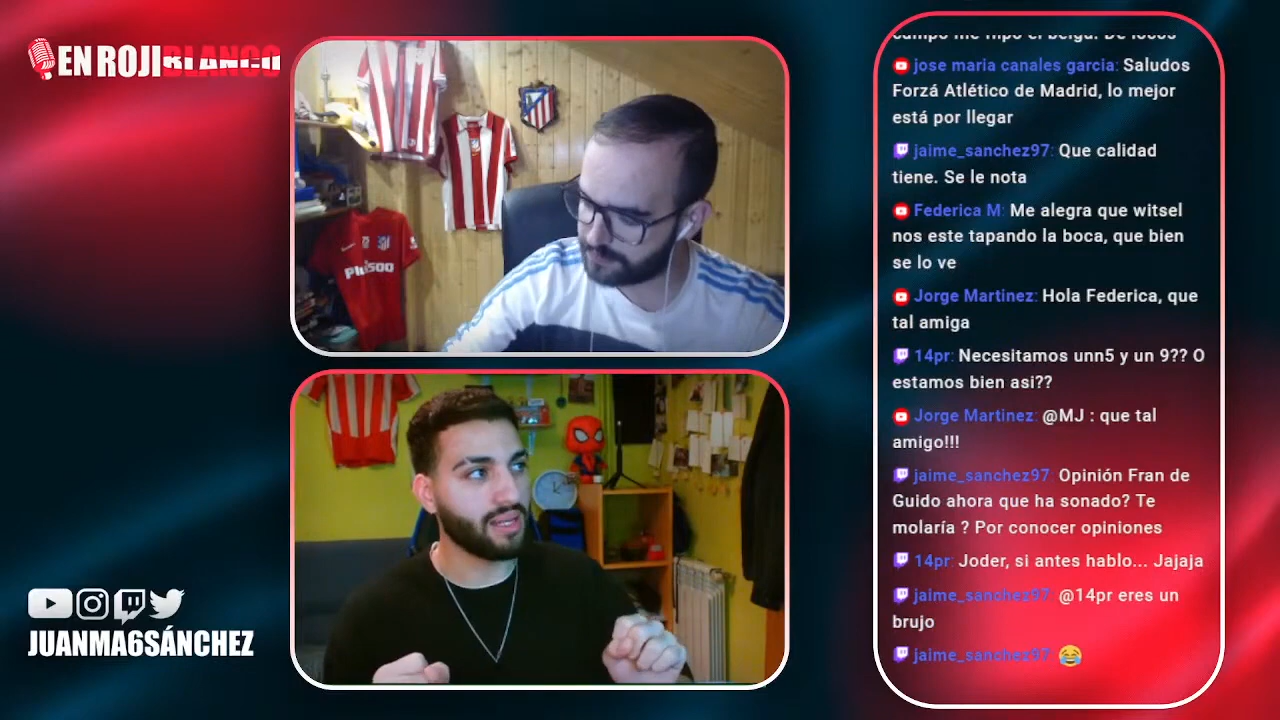 EN ROJIBLANCO
Plus500
JUANMA6SÁNCHEZ
jose maria canales garcia: Saludos
Forzá Atlético de Madrid, lo mejor
está por llegar
jaime_sanchez97: Que calidad
tiene. Se le nota
Federica M: Me alegra que witsel
nos este tapando la boca, que bien
se lo ve
Jorge Martinez: Hola Federica, que
tal amiga
14pr: Necesitamos unn5 y un 9?? O
estamos bien asi??
Jorge Martinez: @MJ : que tal
amigo!!!
jaime_sanchez97: Opinión Fran de
Guido ahora que ha sonado? Te
molaría ? Por conocer opiniones
14pr: Joder, si antes hablo... Jajaja
jaime_sanchez97: @14pr eres un
brujo
jaime_sanchez97: 😂